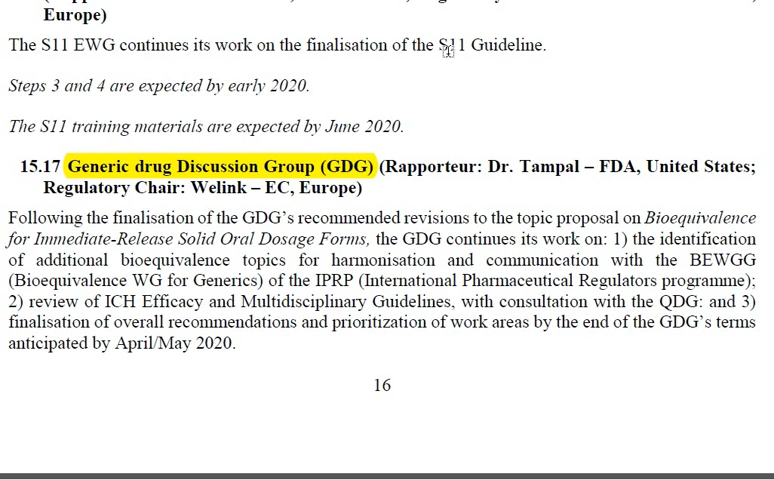 Europe)
The S11 EWG continues its work on the finalisation of the S11 Guideline.
Steps 3 and 4 are expected by early 2020.
The S11 training materials are expected by June 2020.
15.17 Generic drug Discussion Group (GDG) (Rapporteur: Dr. Tampal – FDA, United States;
Regulatory Chair: Welink – EC, Europe)
Following the finalisation of the GDG’s recommended revisions to the topic proposal on Bioequivalence
for Immediate-Release Solid Oral Dosage Forms, the GDG continues its work on: 1) the identification
of additional bioequivalence topics for harmonisation and communication with the BEWGG
(Bioequivalence WG for Generics) of the IPRP (International Pharmaceutical Regulators programme);
2) review of ICH Efficacy and Multidisciplinary Guidelines, with consultation with the QDG: and 3)
finalisation of overall recommendations and prioritization of work areas by the end of the GDG’s terms
anticipated by April/May 2020.
16